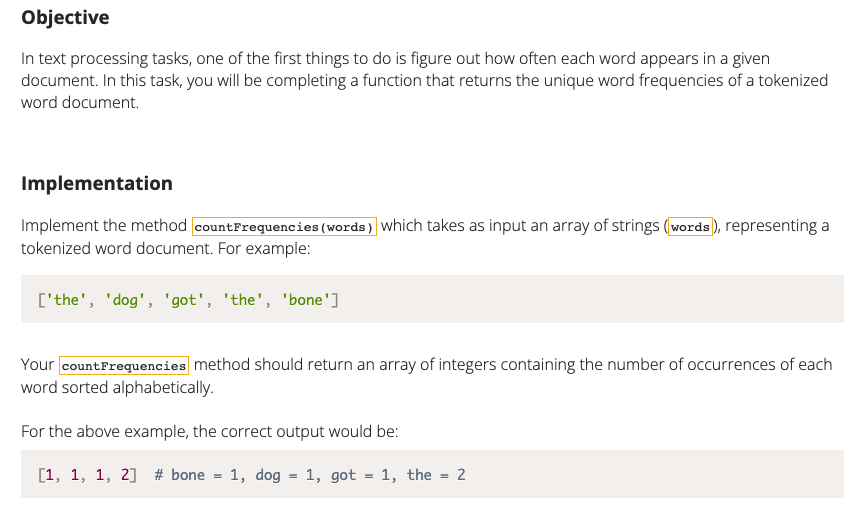 Objective
In text processing tasks, one of the first things to do is figure out how often each word appears in a given
document. In this task, you will be completing a function that returns the unique word frequencies of a tokenized
word document.
Implementation
Implement the method countFrequencies(words) which takes as input an array of strings (words), representing a
tokenized word document. For example:
['the', 'dog', 'got', 'the', 'bone']
Your countFrequencies method should return an array of integers containing the number of occurrences of each
word sorted alphabetically.
For the above example, the correct output would be:
[1, 1, 1, 2]  # bone = 1, dog = 1, got = 1, the = 2